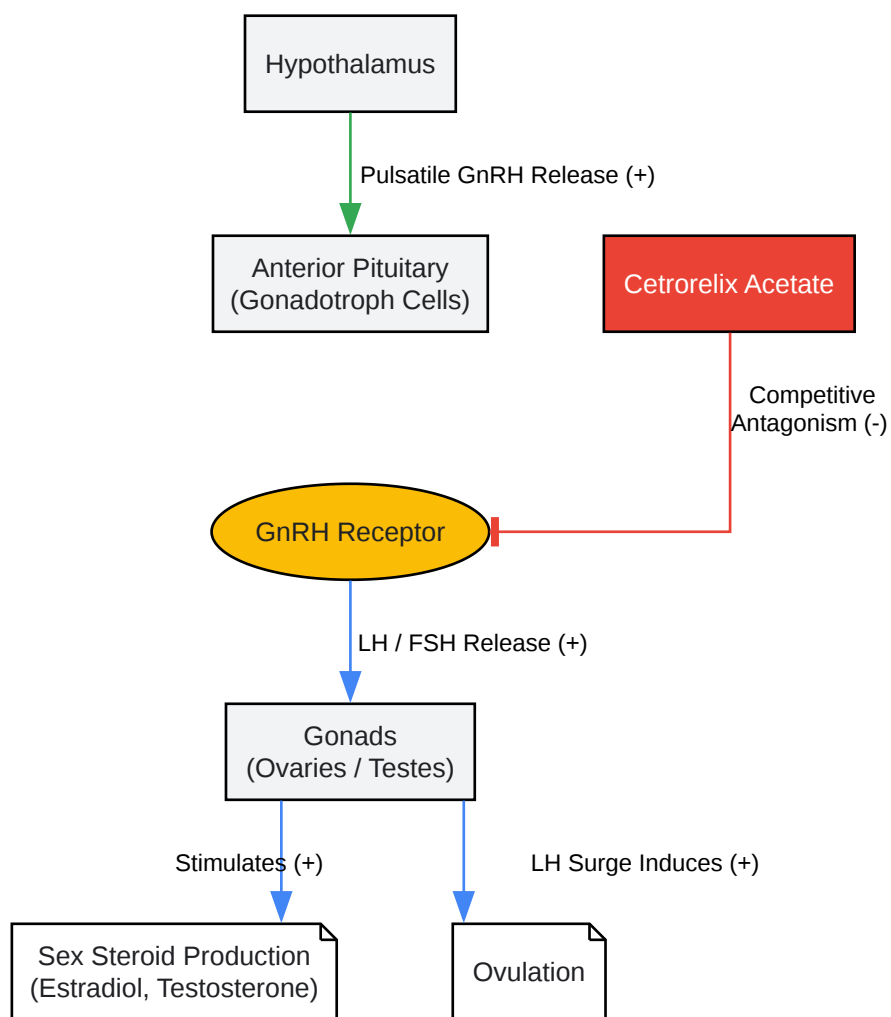 Hypothalamus
Pulsatile GnRH Release (+)
Anterior Pituitary
(Gonadotroph Cells)
Cetrorelix Acetate
Competitive
Antagonism (-)
GnRH Receptor
LH / FSH Release (+)
Gonads
(Ovaries / Testes)
Stimulates (+)
LH Surge Induces (+)
Sex Steroid Production
(Estradiol, Testosterone)
Ovulation